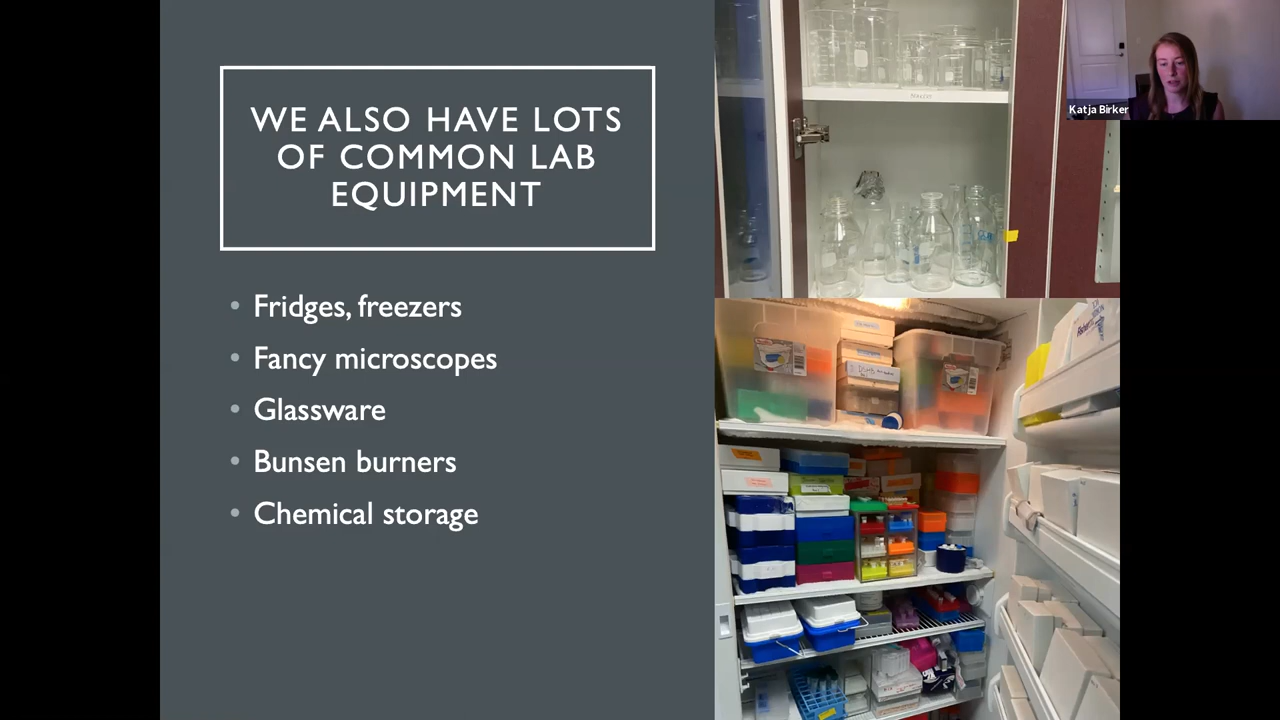 WE ALSO HAVE LOTS
OF COMMON LAB
EQUIPMENT
• Fridges, freezers
• Fancy microscopes
• Glassware
• Bunsen burners
• Chemical storage
Katja Birker